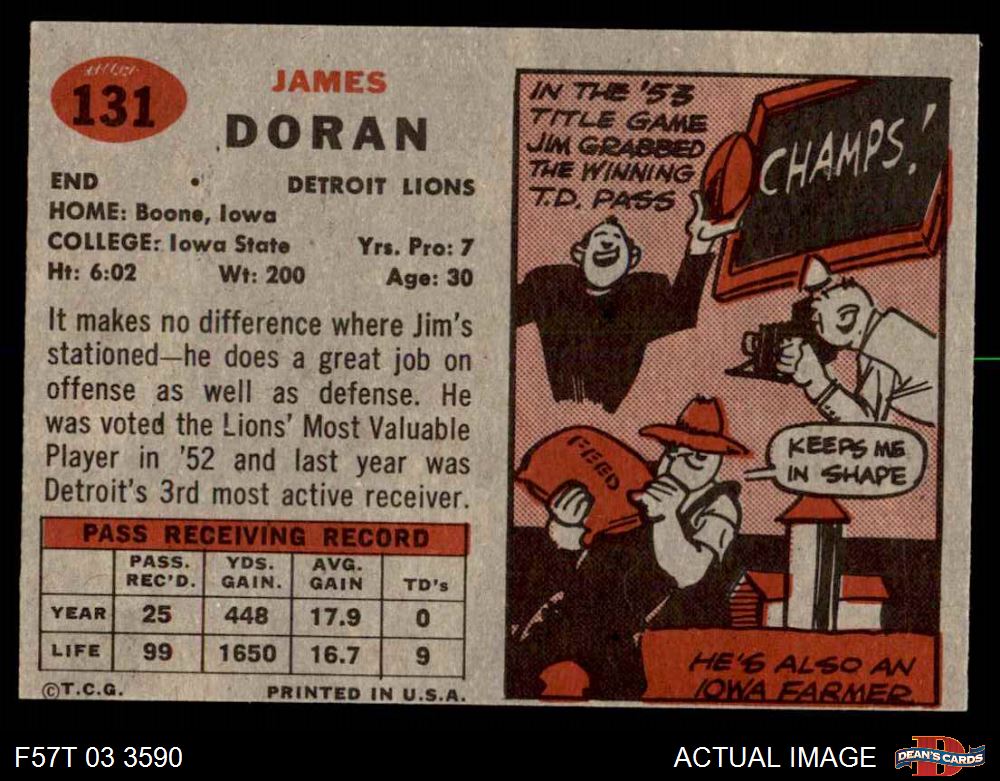 131
JAMES
DORAN
END • DETROIT LIONS
HOME: Boone, Iowa
COLLEGE: Iowa State Yrs. Pro: 7
Ht: 6:02 Wt: 200 Age: 30
It makes no difference where Jim's
stationed—he does a great job on
offense as well as defense. He
was voted the Lions' Most Valuable
Player in '52 and last year was
Detroit's 3rd most active receiver.
PASS RECEIVING RECORD
PASS. REC'D. YDS. GAIN. AVG. GAIN TD's
YEAR 25 448 17.9 0
LIFE 99 1650 16.7 9
©T.C.G. PRINTED IN U.S.A.
IN THE '53
TITLE GAME
JIM GRABBED
THE WINNING
T.D. PASS
CHAMPS!
FEED
KEEPS ME
IN SHAPE
HE'S ALSO AN
IOWA FARMER
F57T 03 3590 ACTUAL IMAGE
DEAN'S CARDS